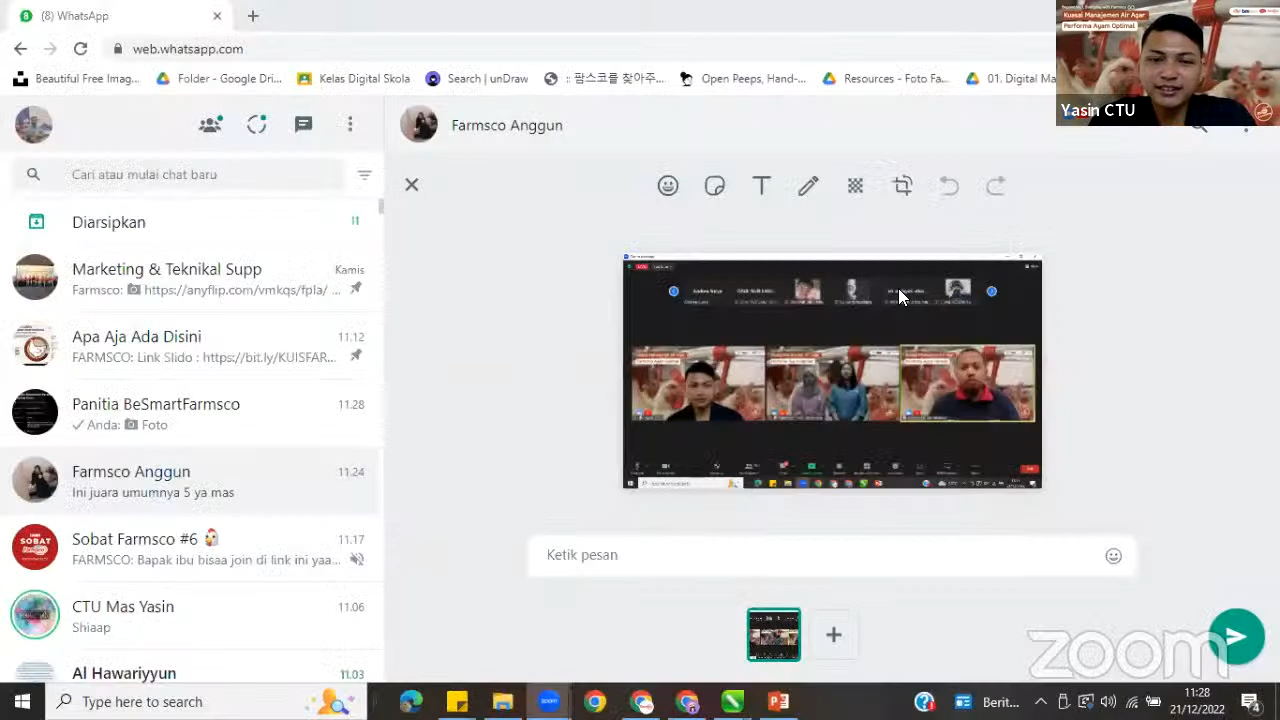 (8) WhatsApp
web.whatsapp.com
Beautiful Free Imag...
Folder - Google Dri...
Kelas Digital Skola
Search | unDraw
:: 팜스코를 찾아주...
Open Peeps, Hand-...
Resources - Foto Fa...
01. Digital Ma
Kuasai Manajemen Air Agar
Performa Ayam Optimal
Yasin CTU
Farmsco Anggun
Cari atau mulai chat baru
Diarsipkan
11
Marketing & Teknikal Supp
Kamis
Farmsco: https://anyflip.com/vmkqs/fpla/ ...
Apa Aja Ada Disini
11.12
FARMSCO: Link Slido : https://bit.ly/KUISFAR...
Panitia BeSmartFarmsco
11.28
Foto
Farmsco Anggun
11.24
Ini juara umumnya 5 ya mas
Sobat Farmsco #6
11.17
FARMSCO: Bapak ibu bisaa join di link ini yaa...
CTU Mas Yasin
11.06
Shap
Al Hanariyyun
11.03
Ketik pesan
zoom
Type here to search
Berit...
11:28
21/12/2022
4